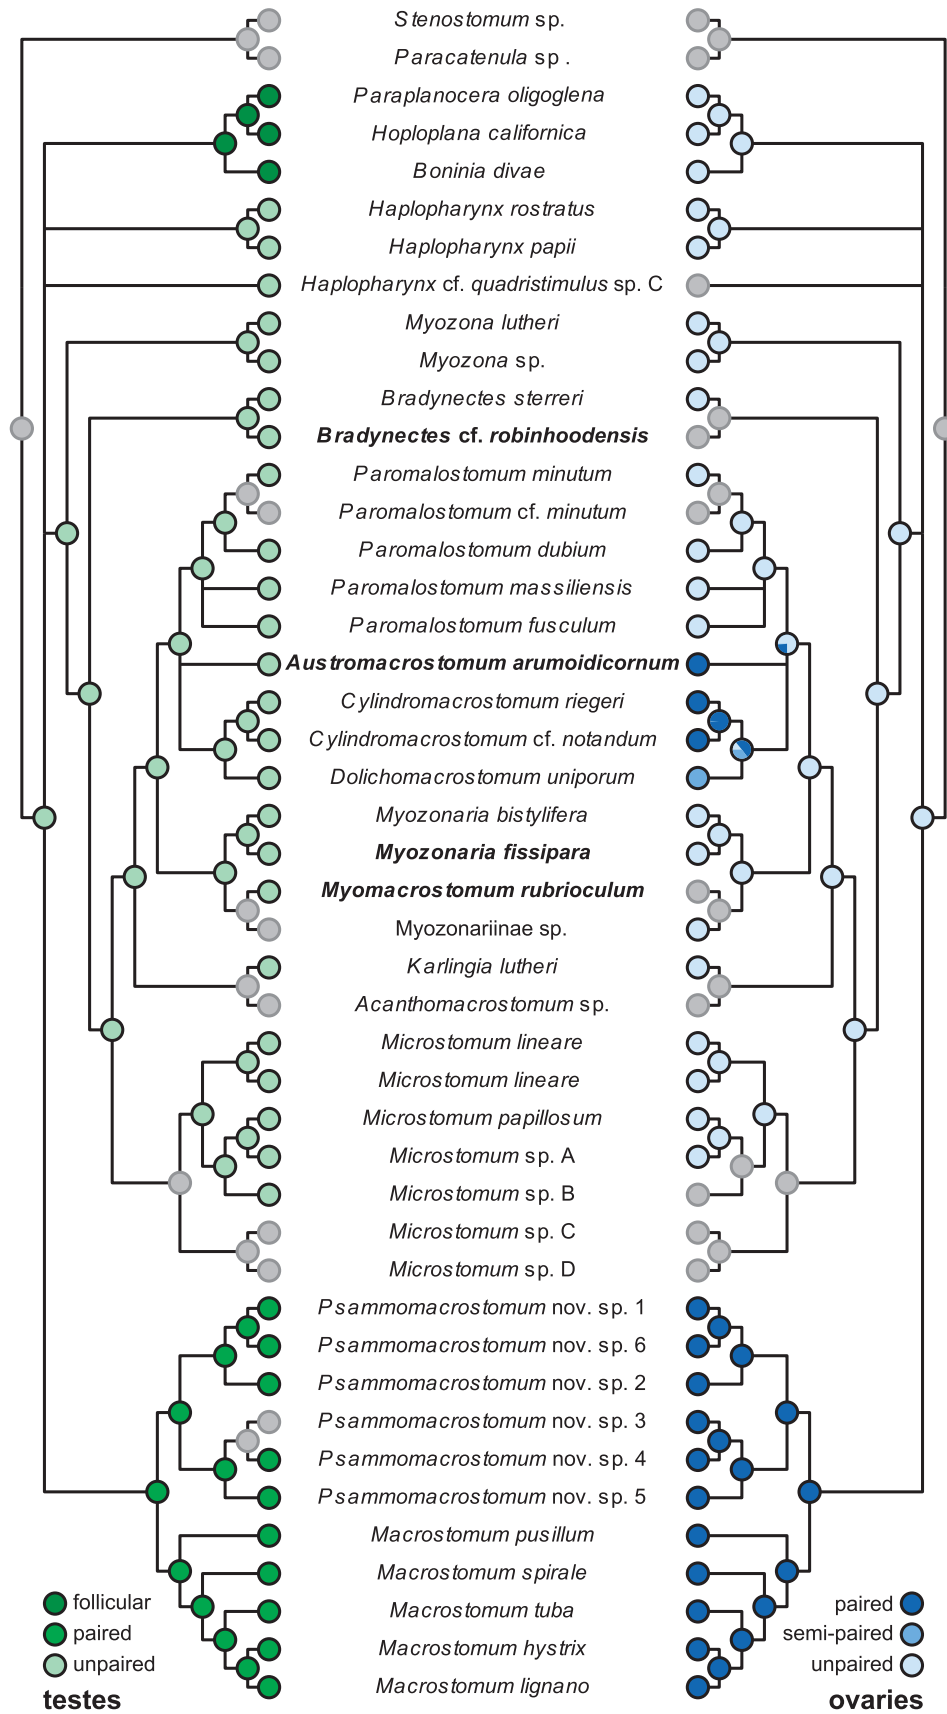 Stenostomum sp.
Paracatenula sp .
Paraplanocera oligoglena
Hoploplana californica
Boninia divae
Haplopharynx rostratus
Haplopharynx papii
Haplopharynx cf. quadristimulus sp. C
Myozona lutheri
Myozona sp.
Bradynectes sterreri
Bradynectes cf. robinhoodensis
Paromalostomum minutum
Paromalostomum cf. minutum
Paromalostomum dubium
Paromalostomum massiliensis
Paromalostomum fusculum
Austromacrostomum arumoidicornum
Cylindromacrostomum riegeri
Cylindromacrostomum cf. notandum
Dolichomacrostomum uniporum
Myozonaria bistylifera
Myozonaria fissipara
Myomacrostomum rubrioculum
Myozonariinae sp.
Karlingia lutheri
Acanthomacrostomum sp.
Microstomum lineare
Microstomum lineare
Microstomum papillosum
Microstomum sp. A
Microstomum sp. B
Microstomum sp. C
Microstomum sp. D
Psammomacrostomum nov. sp. 1
Psammomacrostomum nov. sp. 6
Psammomacrostomum nov. sp. 2
Psammomacrostomum nov. sp. 3
Psammomacrostomum nov. sp. 4
Psammomacrostomum nov. sp. 5
Macrostomum pusillum
Macrostomum spirale
Macrostomum tuba
Macrostomum hystrix
Macrostomum lignano
follicular
paired
unpaired
testes
paired
semi-paired
unpaired
ovaries